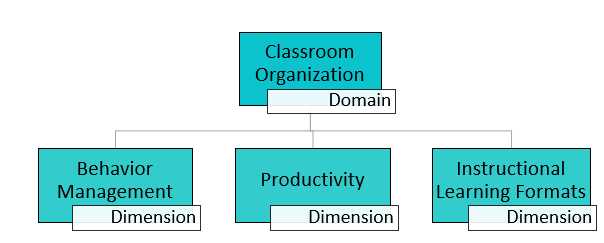 Classroom
Organization
Domain
Behavior
Management
Dimension
Productivity
Dimension
Instructional
Learning Formats
Dimension